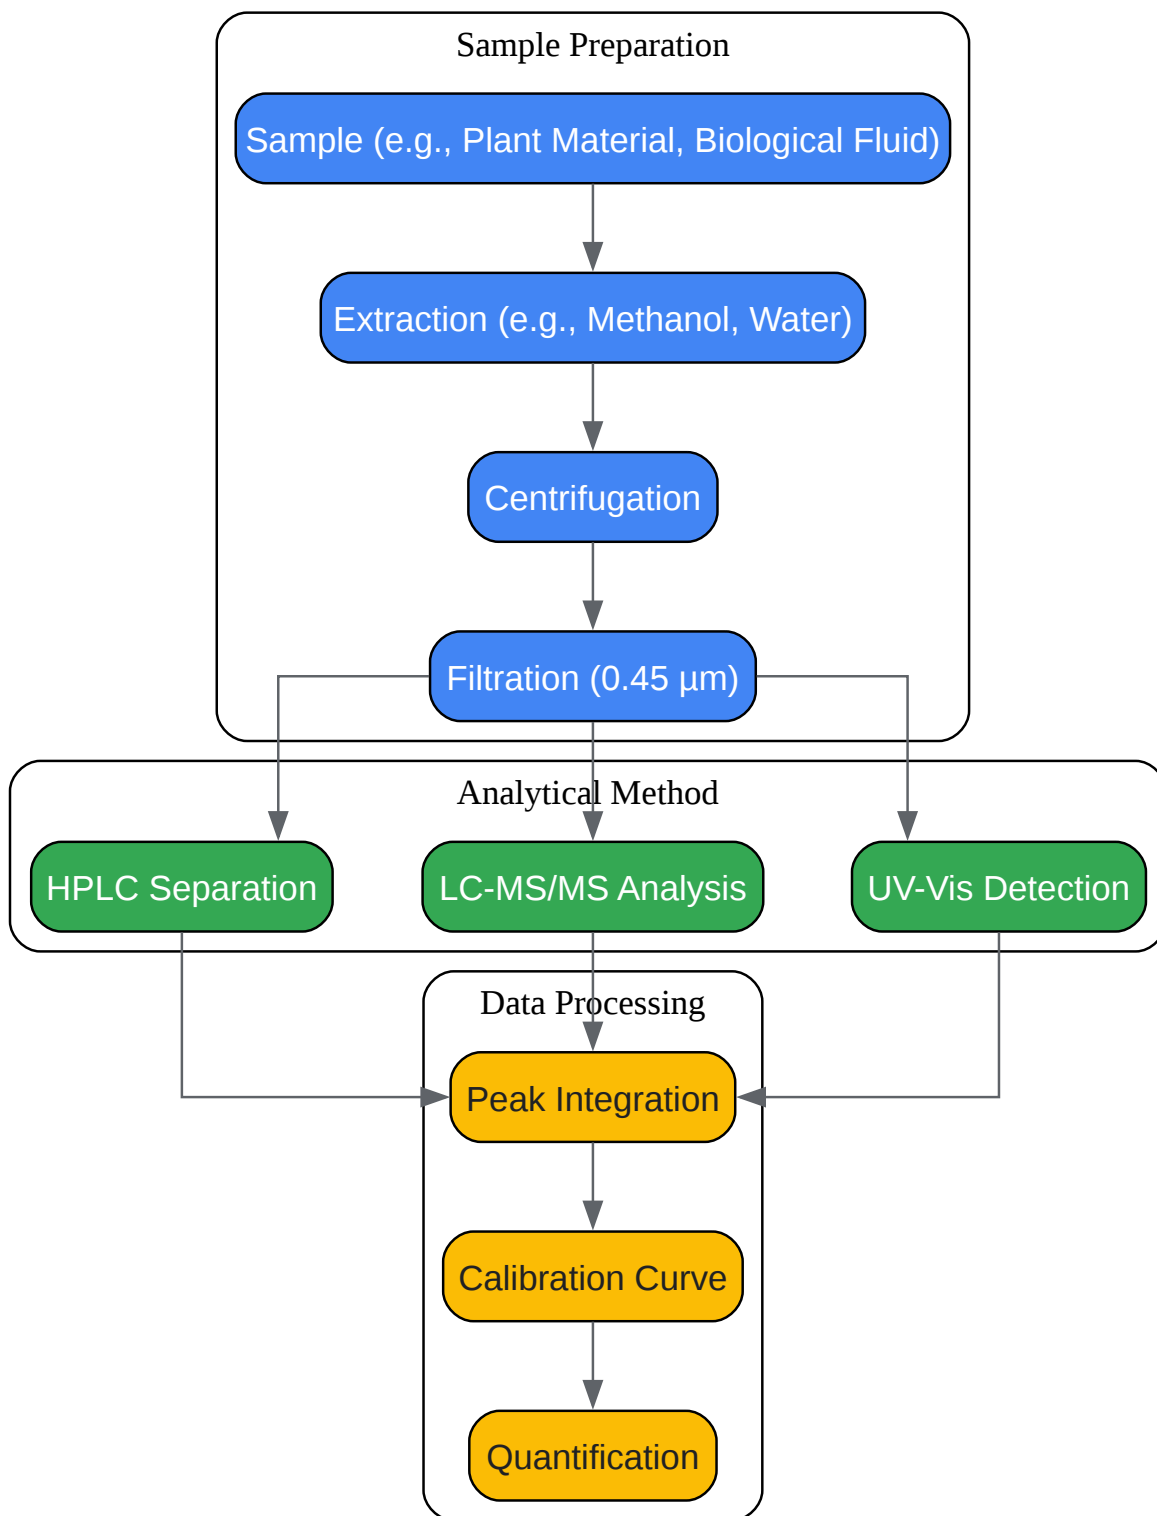 Sample Preparation
Sample (e.g., Plant Material, Biological Fluid)
Extraction (e.g., Methanol, Water)
Centrifugation
Filtration (0.45 µm)
Analytical Method
HPLC Separation
LC-MS/MS Analysis
UV-Vis Detection
Data Processing
Peak Integration
Calibration Curve
Quantification